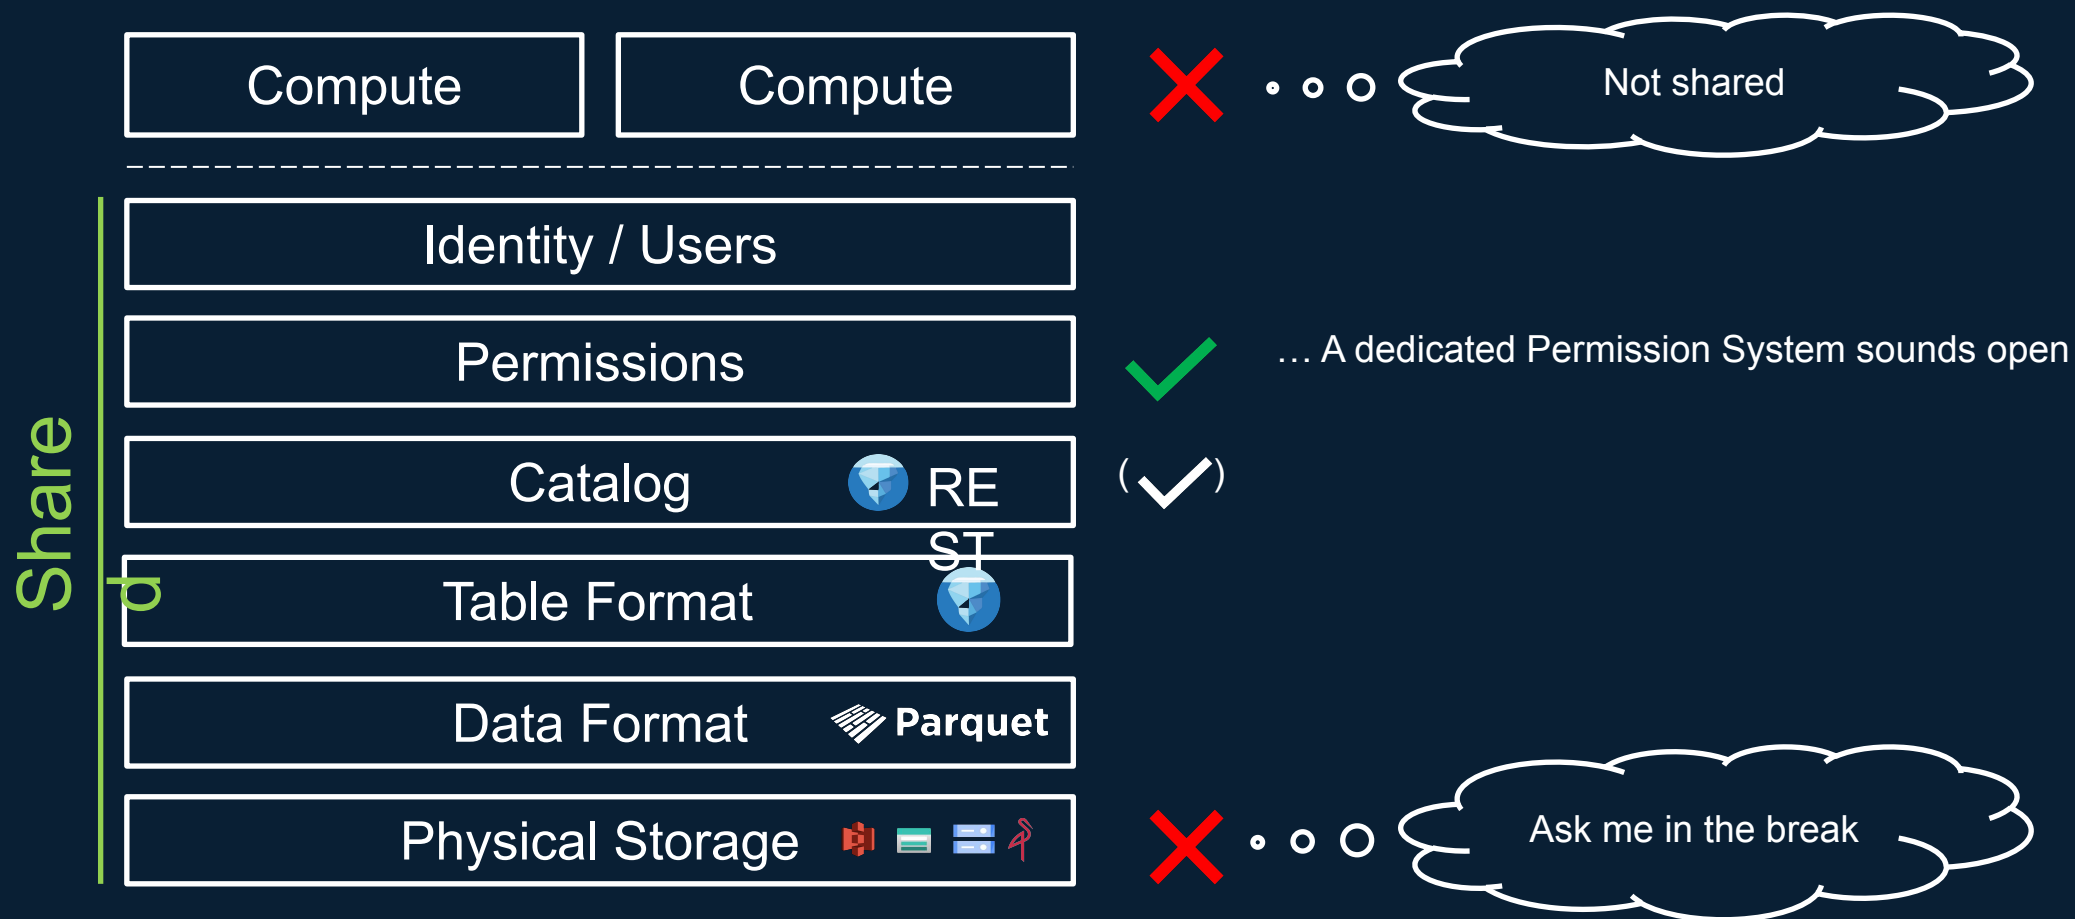 Compute
Compute
Not shared
Identity / Users
Permissions
… A dedicated Permission System sounds open
Catalog
RE
ST
( )
Share
d
Table Format
Data Format
Parquet
Physical Storage
Ask me in the break